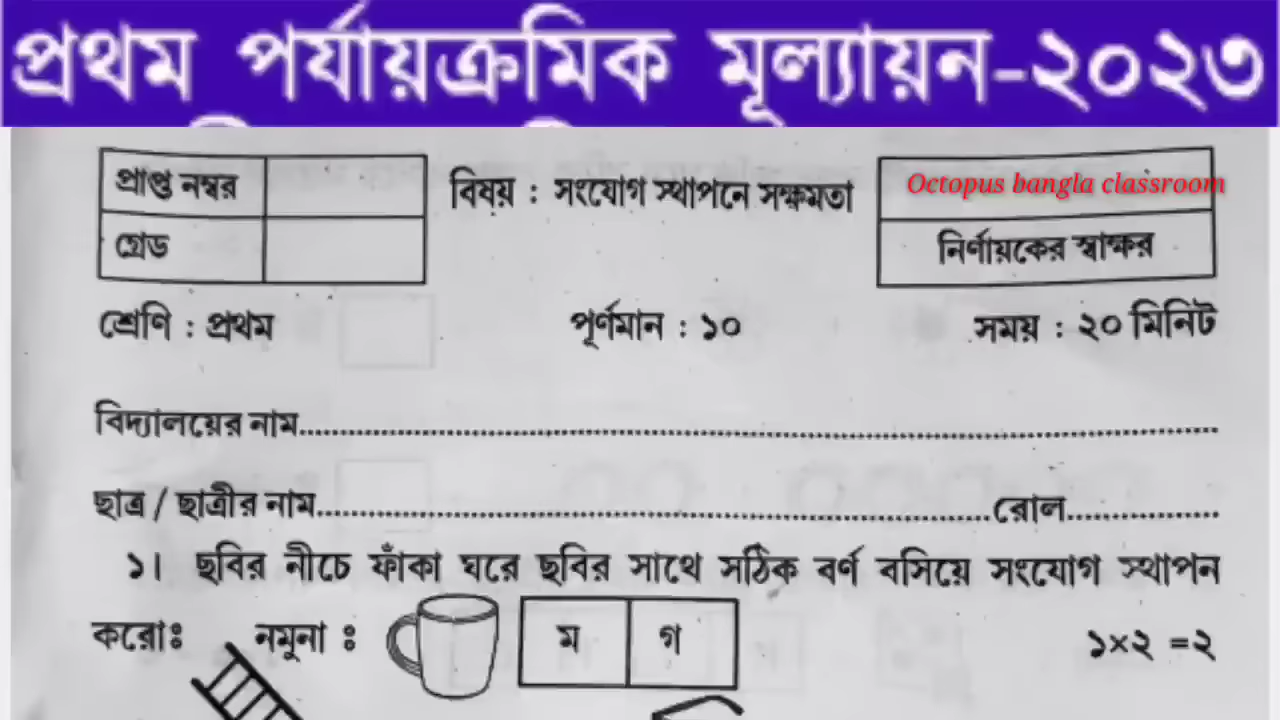 প্রথম পর্যায়ক্রমিক মূল্যায়ন-২০২৩
প্রাপ্ত নম্বর
গ্রেড
বিষয় : সংযোগ স্থাপনে সক্ষমতা
Octopus bangla classroom
নির্ণায়কের স্বাক্ষর
শ্রেণি : প্রথম পূর্ণমান : ১০ সময় : ২০ মিনিট
বিদ্যালয়ের নাম
ছাত্র / ছাত্রীর নাম রোল
১। ছবির নীচে ফাঁকা ঘরে ছবির সাথে সঠিক বর্ণ বসিয়ে সংযোগ স্থাপন
করোঃ নমুনা ঃ ম গ ১×২ =২